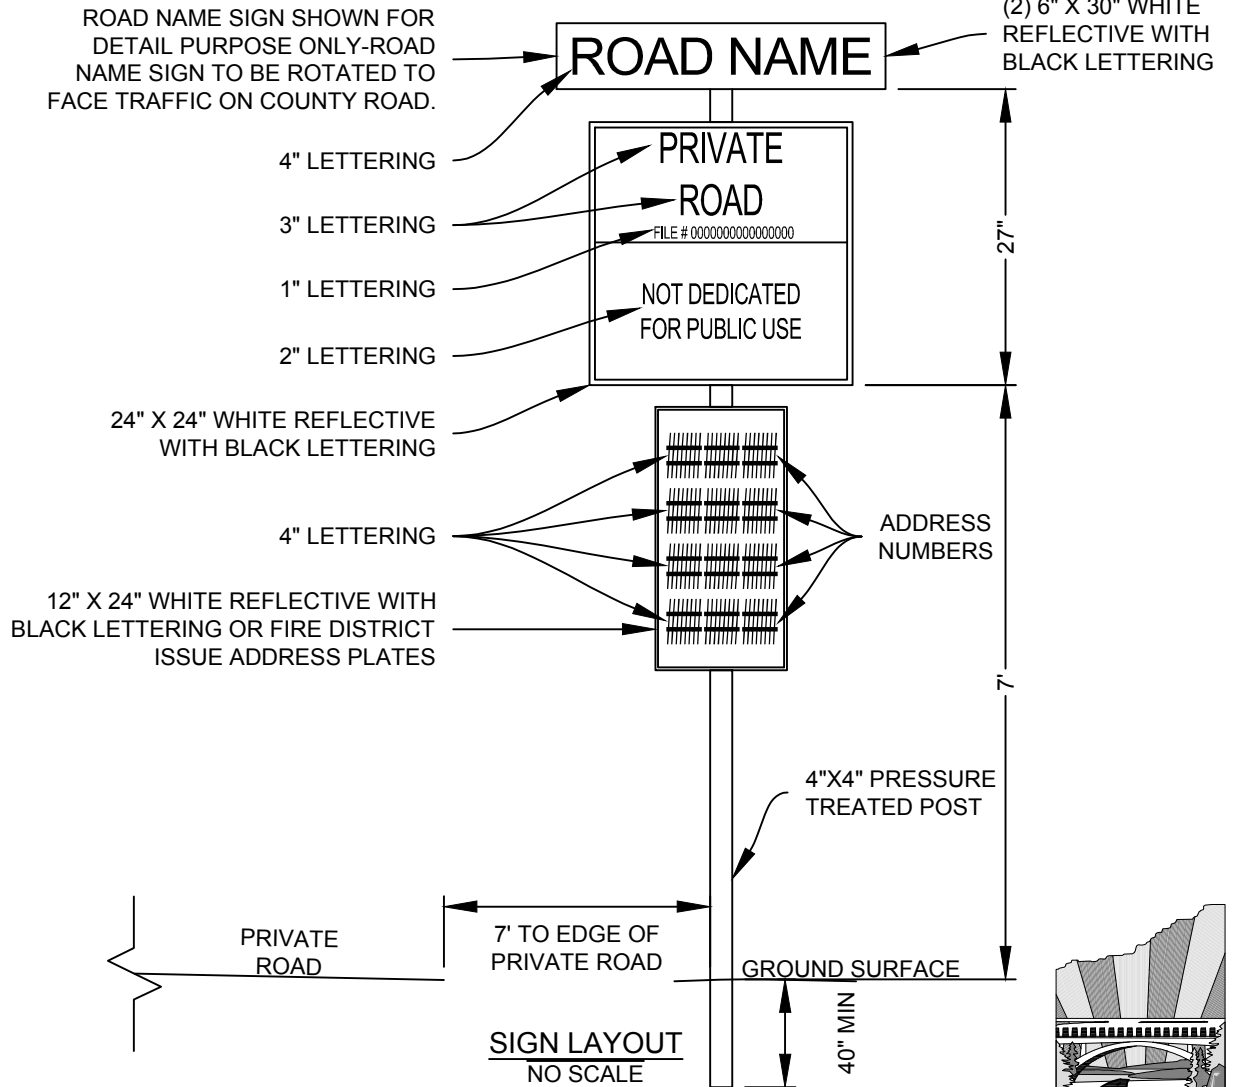 ROAD NAME SIGN SHOWN FOR
DETAIL PURPOSE ONLY-ROAD
NAME SIGN TO BE ROTATED TO
FACE TRAFFIC ON COUNTY ROAD.
ROAD NAME
(2) 6" X 30" WHITE
REFLECTIVE WITH
BLACK LETTERING
4" LETTERING
3" LETTERING
1" LETTERING
2" LETTERING
PRIVATE
ROAD
FILE # 0000000000000000
NOT DEDICATED
FOR PUBLIC USE
27"
24" X 24" WHITE REFLECTIVE
WITH BLACK LETTERING
4" LETTERING
ADDRESS
NUMBERS
12" X 24" WHITE REFLECTIVE WITH
BLACK LETTERING OR FIRE DISTRICT
ISSUE ADDRESS PLATES
######## ######## ########
7'
4"X4" PRESSURE
TREATED POST
PRIVATE
ROAD
7' TO EDGE OF
PRIVATE ROAD
GROUND SURFACE
40" MIN
SIGN LAYOUT
NO SCALE